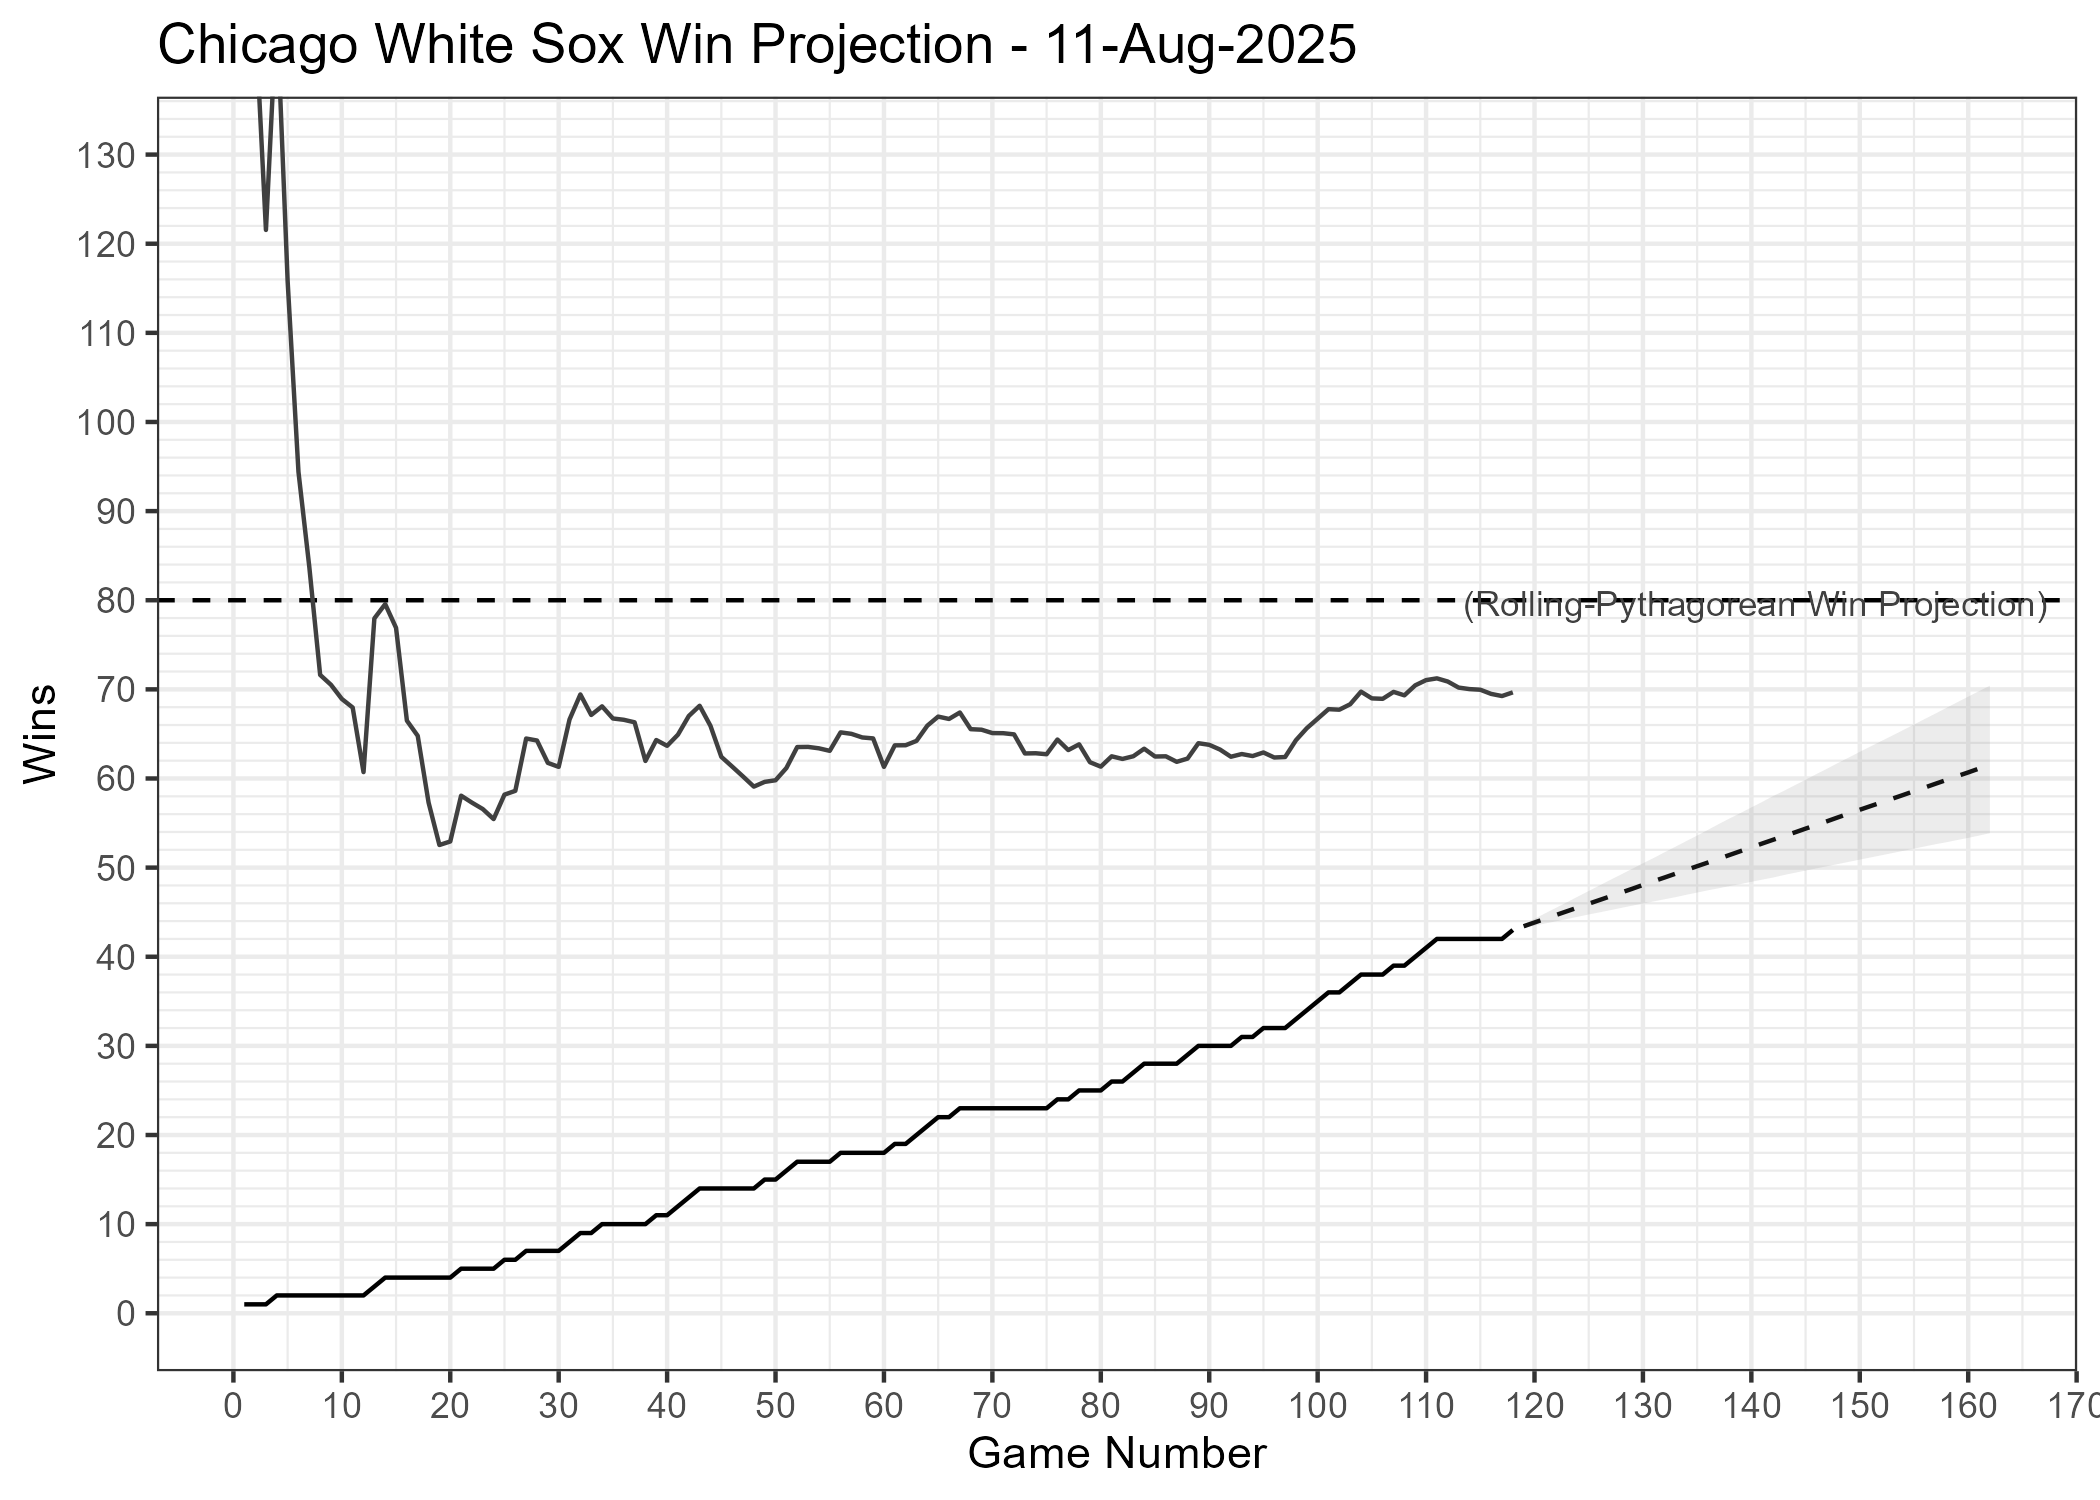 Chicago White Sox Win Projection - 11-Aug-2025
130
120
110
100
90
80
(Rolling-Pythagorean Win Projection)
70
60
50
40
30
20
10
0
Wins
0 10 20 30 40 50 60 70 80 90 100 110 120 130 140 150 160 170
Game Number